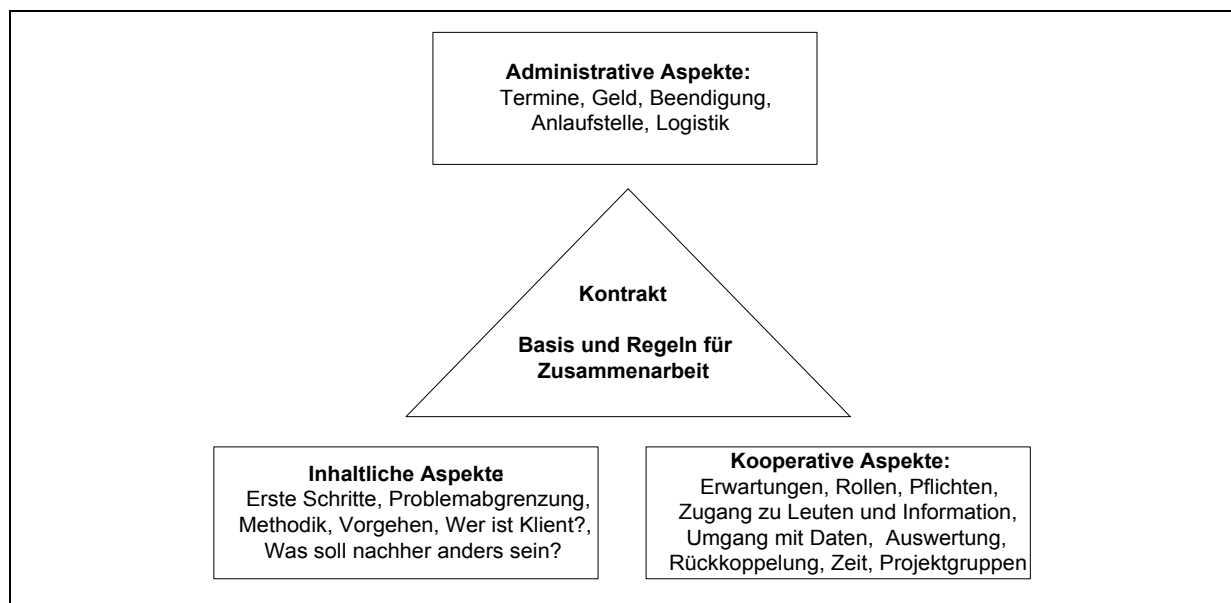 Administrative Aspekte:
Termine, Geld, Beendigung,
Anlaufstelle, Logistik
Kontrakt
Basis und Regeln für
Zusammenarbeit
Inhaltliche Aspekte
Erste Schritte, Problemabgrenzung,
Methodik, Vorgehen, Wer ist Klient?,
Was soll nachher anders sein?
Kooperative Aspekte:
Erwartungen, Rollen, Pflichten,
Zugang zu Leuten und Information,
Umgang mit Daten, Auswertung,
Rückkoppelung, Zeit, Projektgruppen